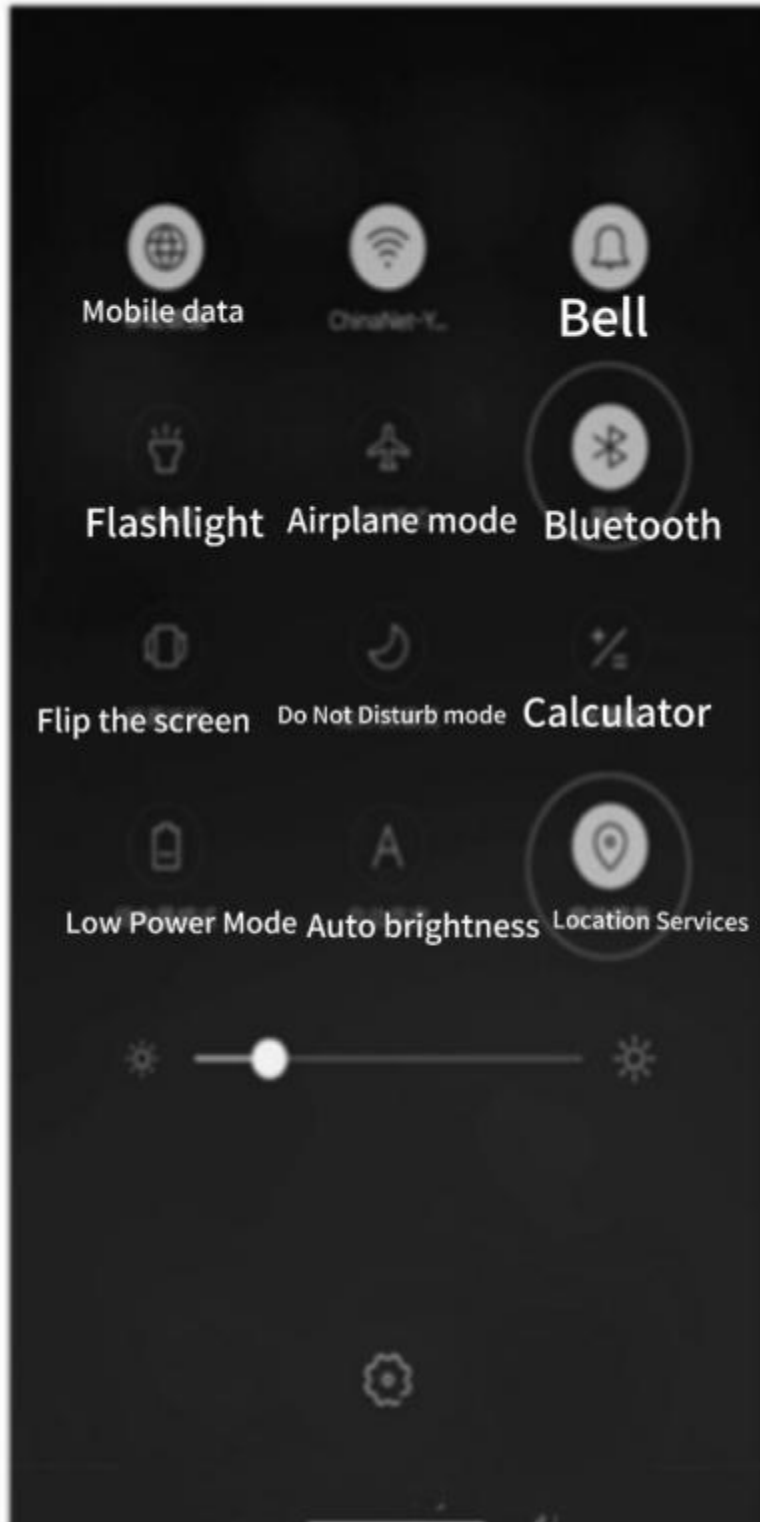 Mobile data
ChinaNet-Y...
Bell
Flashlight
Airplane mode
Bluetooth
Flip the screen
Do Not Disturb mode
Calculator
Low Power Mode
Auto brightness
Location Services